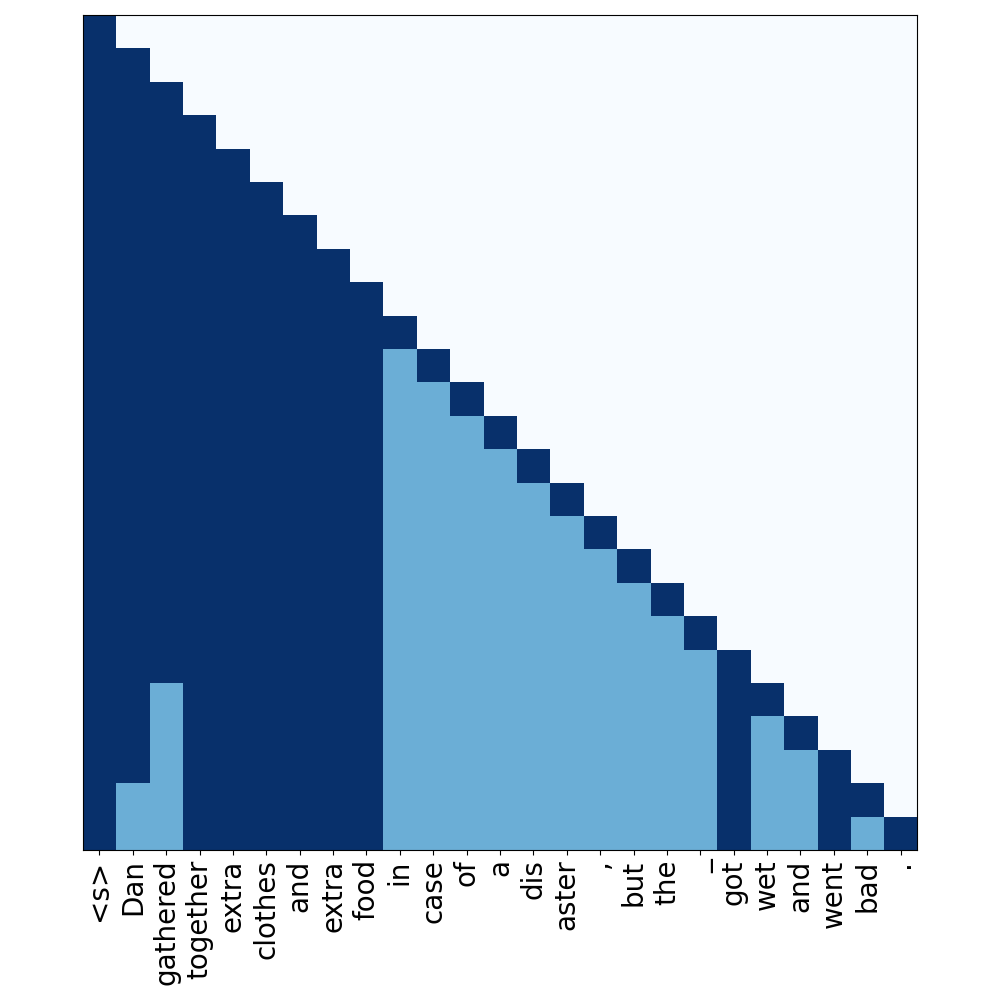 <s>
Dan
gathered
together
extra
clothes
and
extra
food
in
case
of
a
dis
aster
,
but
the
_
got
wet
and
went
bad
.